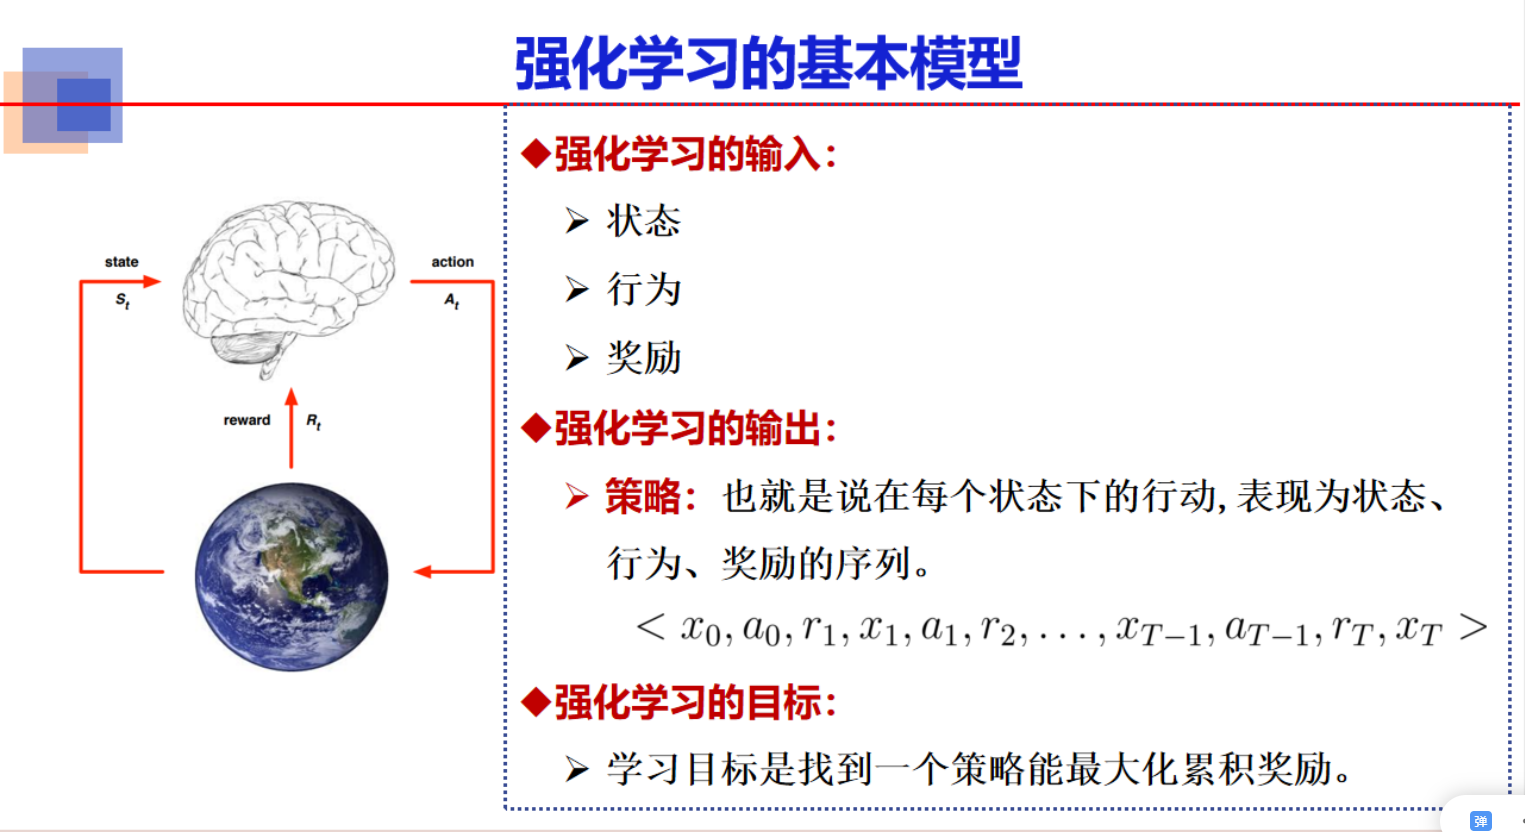 强化学习的基本模型
state
S_t
action
A_t
reward R_t
◆强化学习的输入：
➢ 状态
➢ 行为
➢ 奖励
◆强化学习的输出：
➢ 策略：也就是说在每个状态下的行动,表现为状态、
行为、奖励的序列。
< x_0, a_0, r_1, x_1, a_1, r_2, . . . , x_{T−1}, a_{T−1}, r_T, x_T >
◆强化学习的目标：
➢ 学习目标是找到一个策略能最大化累积奖励。
弹